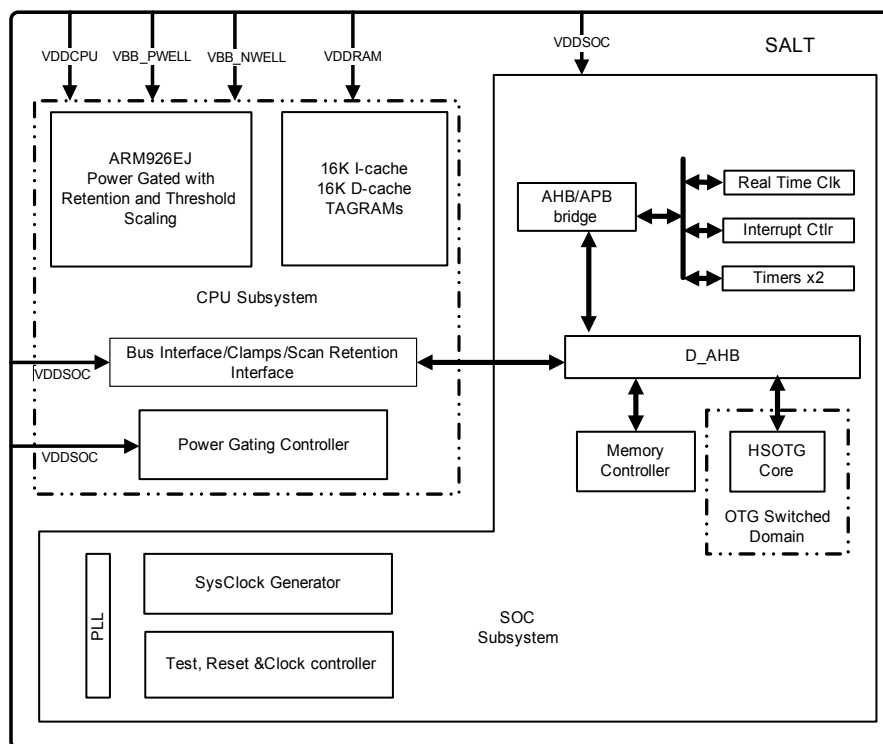 VDDCPU
VBB_PWELL
VBB_NWELL
VDDRAM
VDDSOC
SALT
ARM926EJ
Power Gated with
Retention and Threshold
Scaling
16K I-cache
16K D-cache
TAGRAMs
AHB/APB
bridge
Real Time Clk
Interrupt Ctlr
Timers x2
CPU Subsystem
Bus Interface/Clamps/Scan Retention
Interface
VDDSOC
D_AHB
Power Gating Controller
VDDSOC
Memory
Controller
HSOTG
Core
OTG Switched
Domain
PLL
SysClock Generator
Test, Reset &Clock controller
SOC
Subsystem